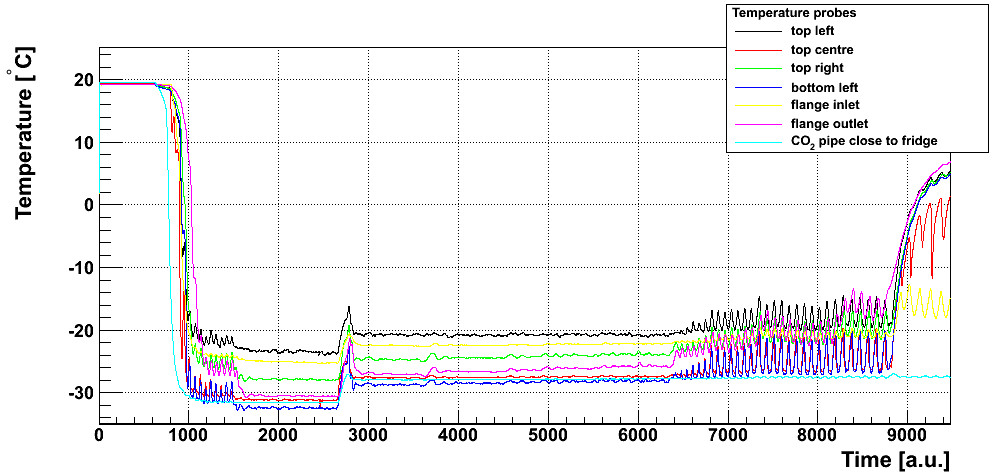 Temperature probes
top left
top centre
top right
bottom left
flange inlet
flange outlet
CO2 pipe close to fridge
Temperature [°C]
20
10
0
-10
-20
-30
0 1000 2000 3000 4000 5000 6000 7000 8000 9000
Time [a.u.]